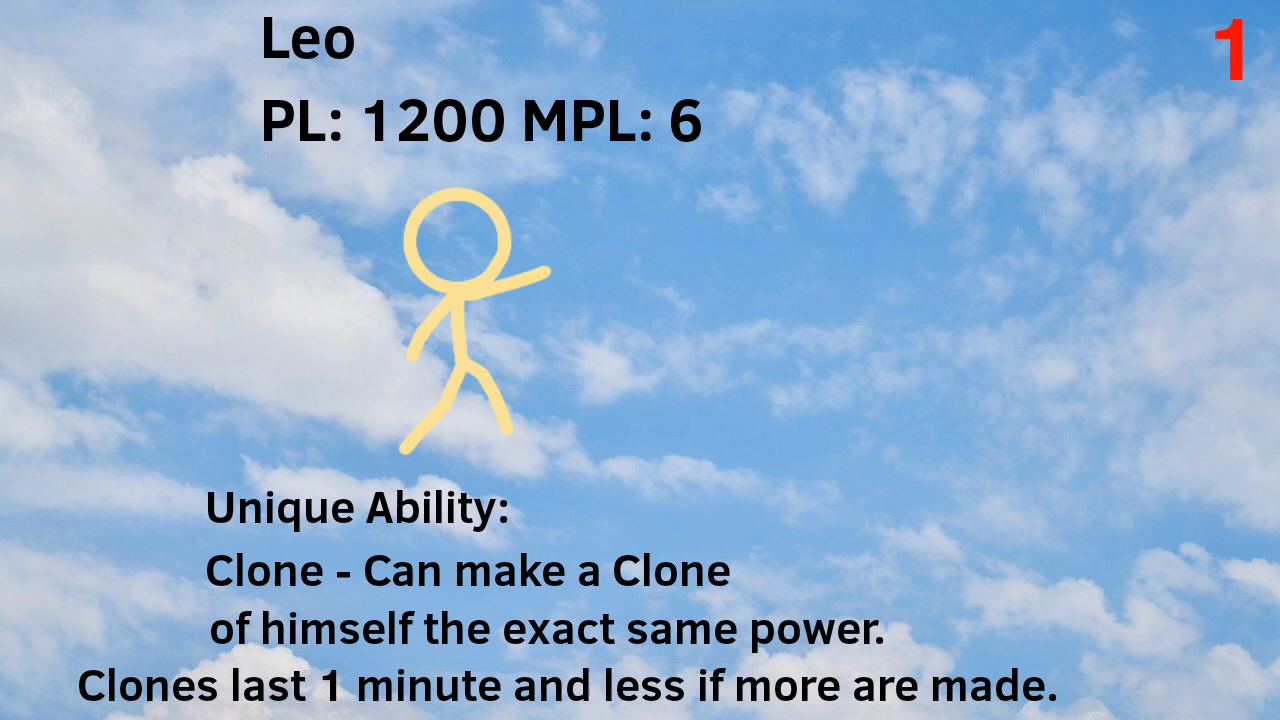 Leo
1
PL: 1200 MPL: 6
Unique Ability:
Clone - Can make a Clone
of himself the exact same power.
Clones last 1 minute and less if more are made.